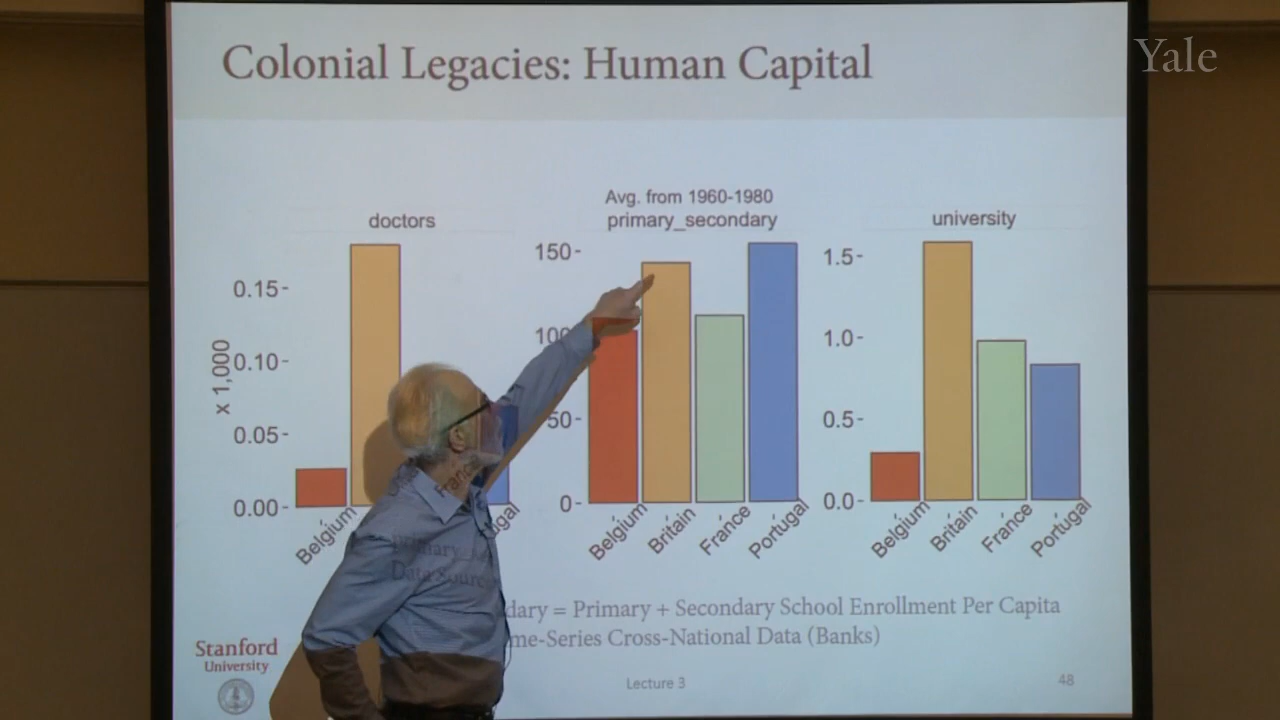 Colonial Legacies: Human Capital
Yale
Avg. from 1960-1980
doctors
primary_secondary
university
x 1,000
0.15-
0.10-
0.05-
0.00-
Belgium
150-
100
50-
0-
Belgium
Britain
France
Portugal
1.5-
1.0-
0.5-
0.0-
Belgium
Britain
France
Portugal
dary = Primary + Secondary School Enrollment Per Capita
me-Series Cross-National Data (Banks)
Stanford
University
Lecture 3
48